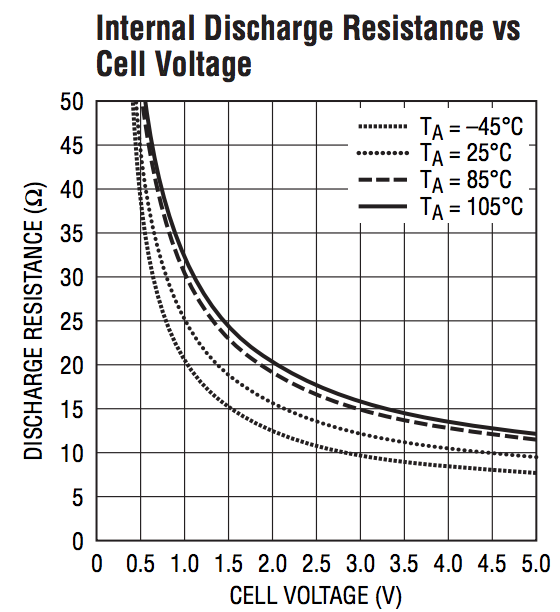 Internal Discharge Resistance vs
Cell Voltage
50
45
40
35
30
25
20
15
10
5
0
DISCHARGE RESISTANCE (Ω)
TA = –45°C
TA = 25°C
TA = 85°C
TA = 105°C
0 0.5 1.0 1.5 2.0 2.5 3.0 3.5 4.0 4.5 5.0
CELL VOLTAGE (V)